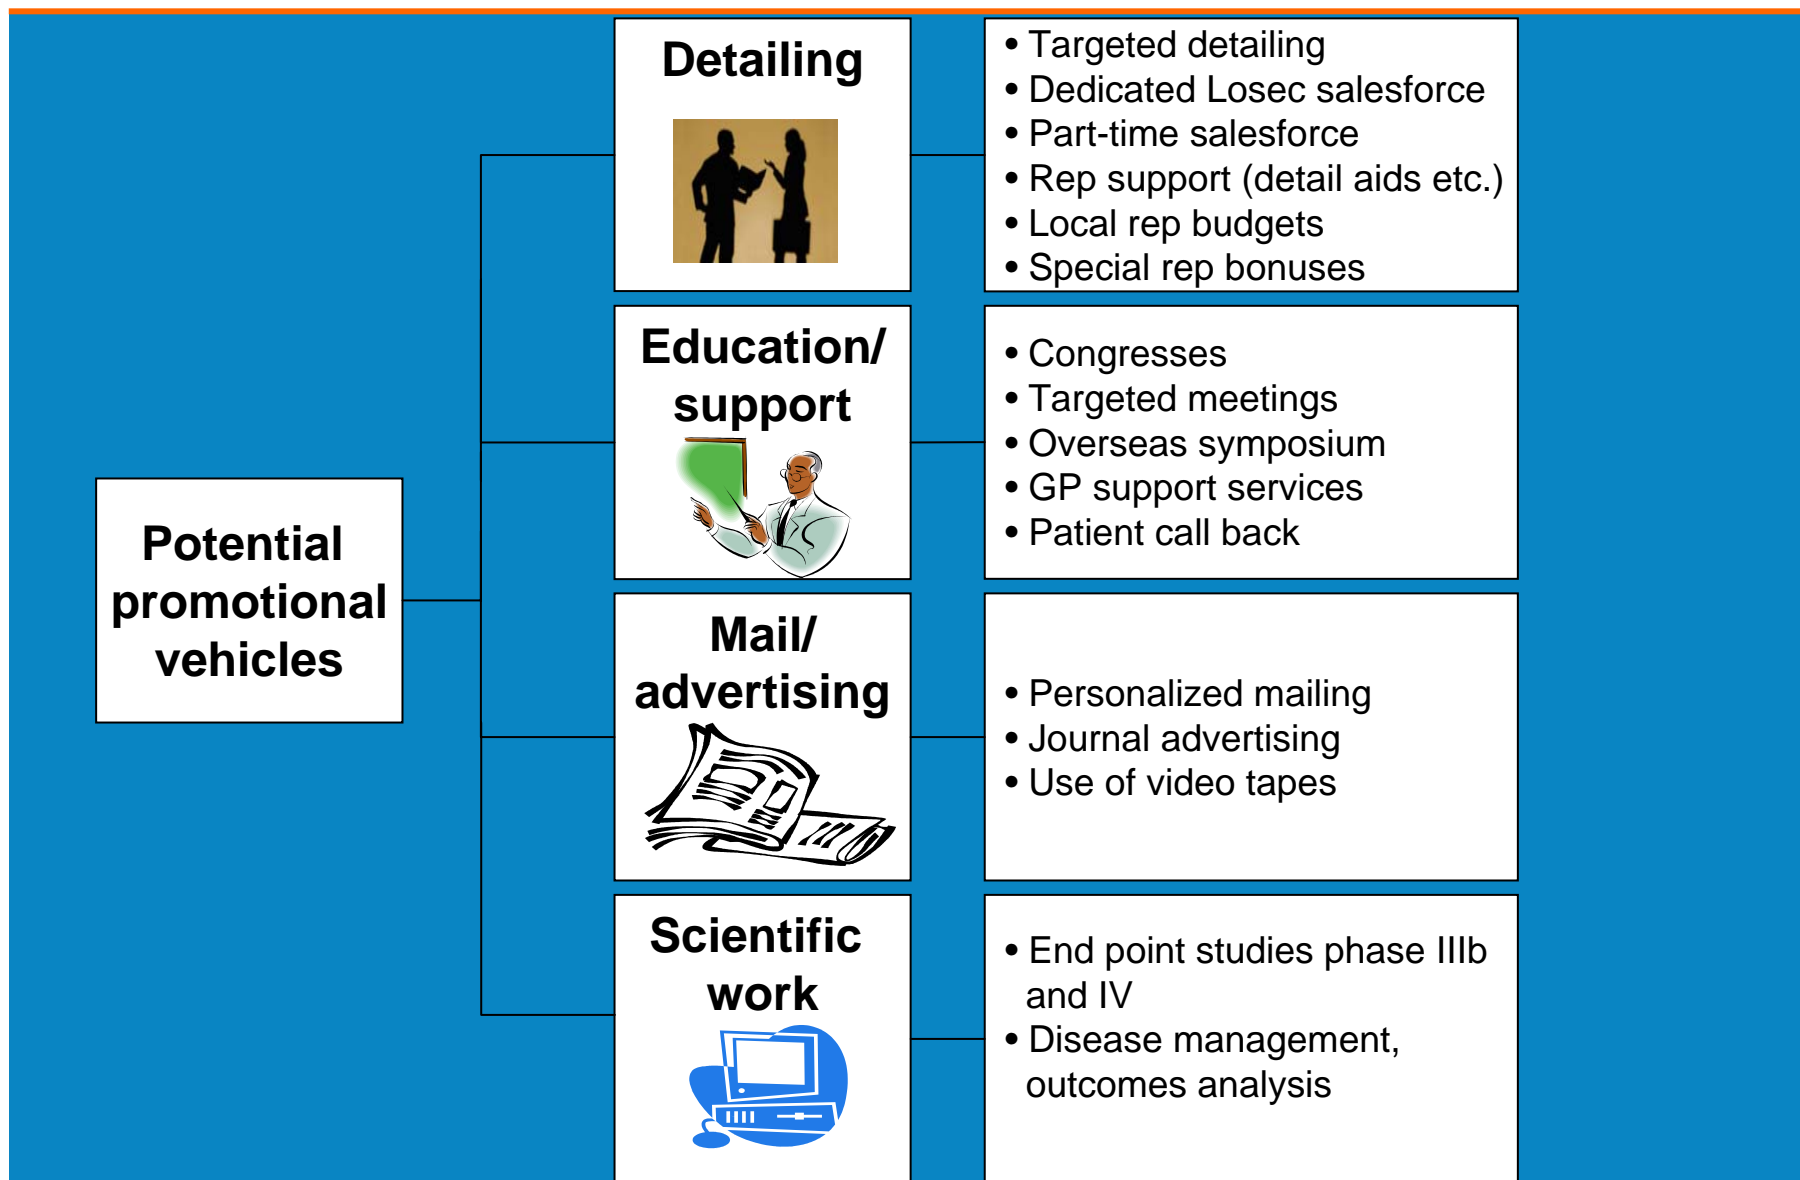 Potential
promotional
vehicles
Detailing
• Targeted detailing
• Dedicated Losec salesforce
• Part-time salesforce
• Rep support (detail aids etc.)
• Local rep budgets
• Special rep bonuses
Education/
support
• Congresses
• Targeted meetings
• Overseas symposium
• GP support services
• Patient call back
Mail/
advertising
• Personalized mailing
• Journal advertising
• Use of video tapes
Scientific
work
• End point studies phase IIIb
and IV
• Disease management,
outcomes analysis